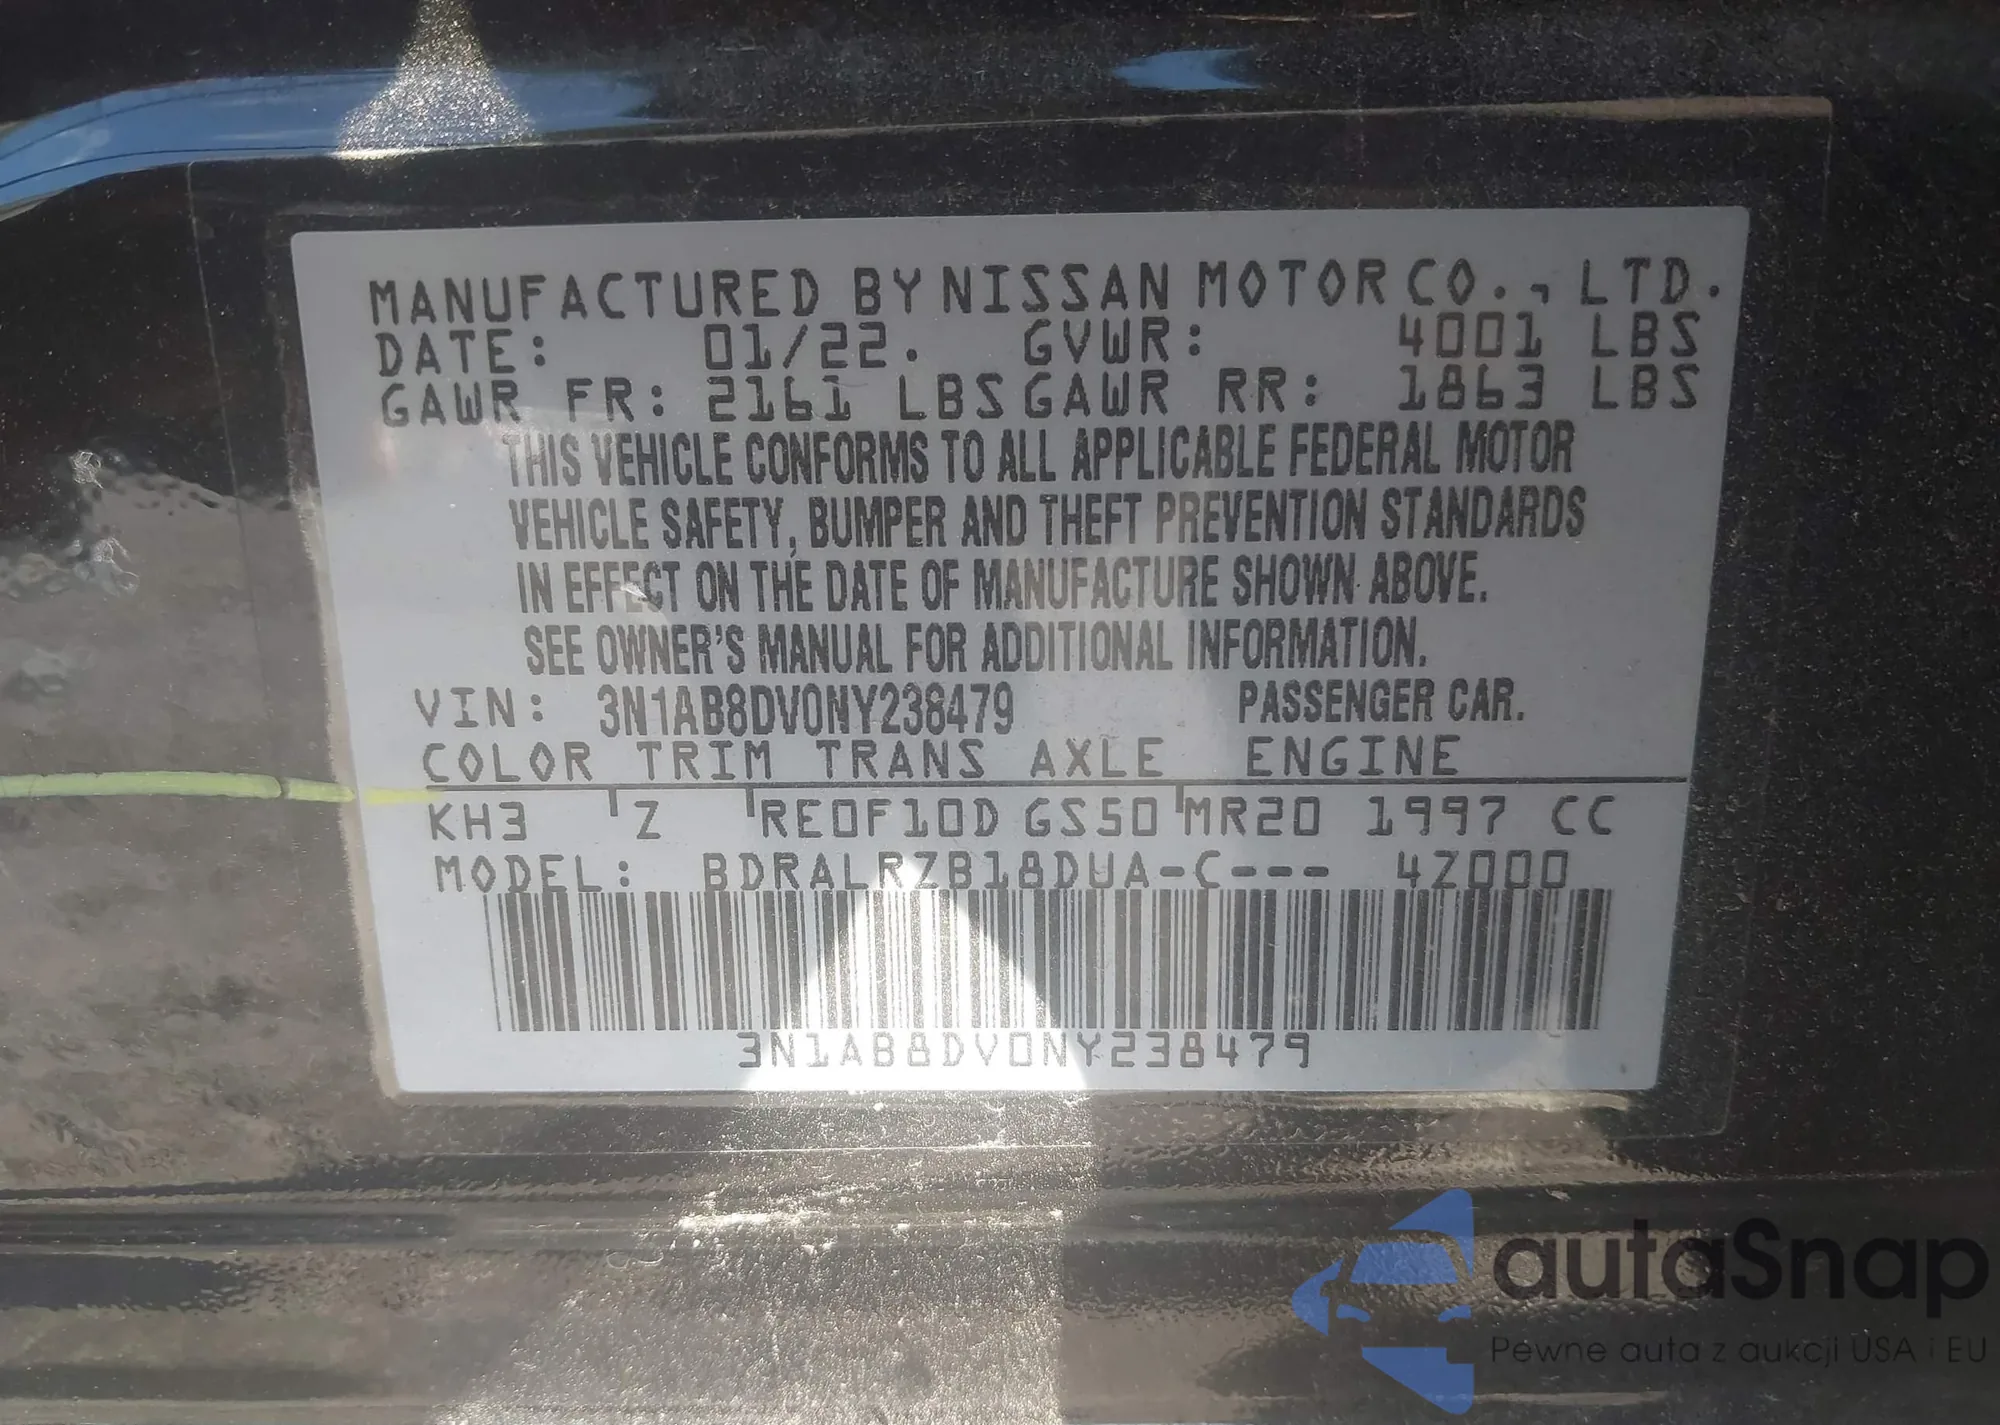 MANUFACTURED BY NISSAN MOTOR CO., LTD.
DATE: 01/22. GVWR: 4001 LBS
GAWR FR: 2161 LBS GAWR RR: 1863 LBS
THIS VEHICLE CONFORMS TO ALL APPLICABLE FEDERAL MOTOR
VEHICLE SAFETY, BUMPER AND THEFT PREVENTION STANDARDS
IN EFFECT ON THE DATE OF MANUFACTURE SHOWN ABOVE.
SEE OWNER'S MANUAL FOR ADDITIONAL INFORMATION.
VIN: 3N1AB8DV0NY238479 PASSENGER CAR.
COLOR TRIM TRANS AXLE ENGINE
KH3 Z RE0F10D GS50 MR20 1997 CC
MODEL: BDRALRZB18DUA-C--- 4Z000
3N1AB8DV0NY238479
autaSnap
Pewne auta z aukcji USA i EU